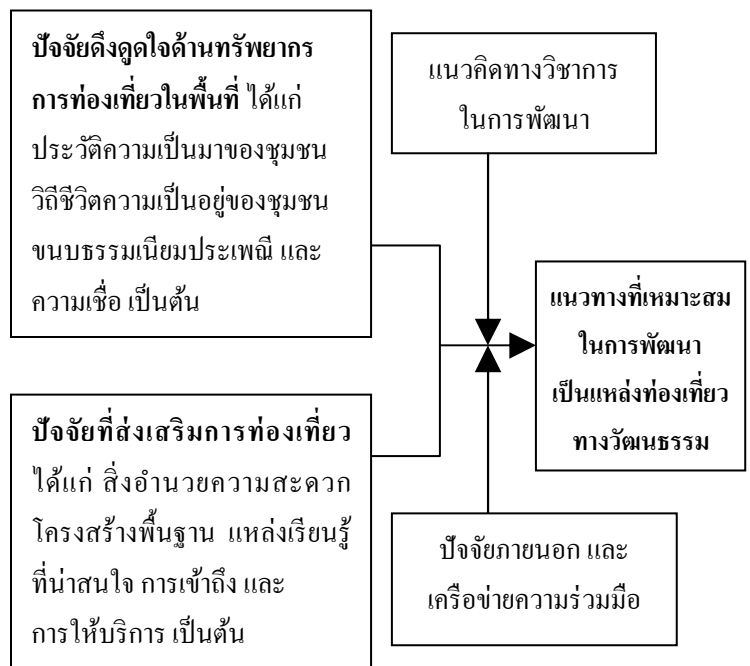 ปัจจัยดึงดูดใจด้านทรัพยากร
การท่องเที่ยวในพื้นที่ ได้แก่
ประวัติความเป็นมาของชุมชน
วิถีชีวิตความเป็นอยู่ของชุมชน
ขนบธรรมเนียมประเพณี และ
ความเชื่อ เป็นต้น
แนวคิดทางวิชาการ
ในการพัฒนา
แนวทางที่เหมาะสม
ในการพัฒนา
เป็นแหล่งท่องเที่ยว
ทางวัฒนธรรม
ปัจจัยที่ส่งเสริมการท่องเที่ยว
ได้แก่ สิ่งอำนวยความสะดวก
โครงสร้างพื้นฐาน แหล่งเรียนรู้
ที่น่าสนใจ การเข้าถึง และ
การให้บริการ เป็นต้น
ปัจจัยภายนอก และ
เครือข่ายความร่วมมือ